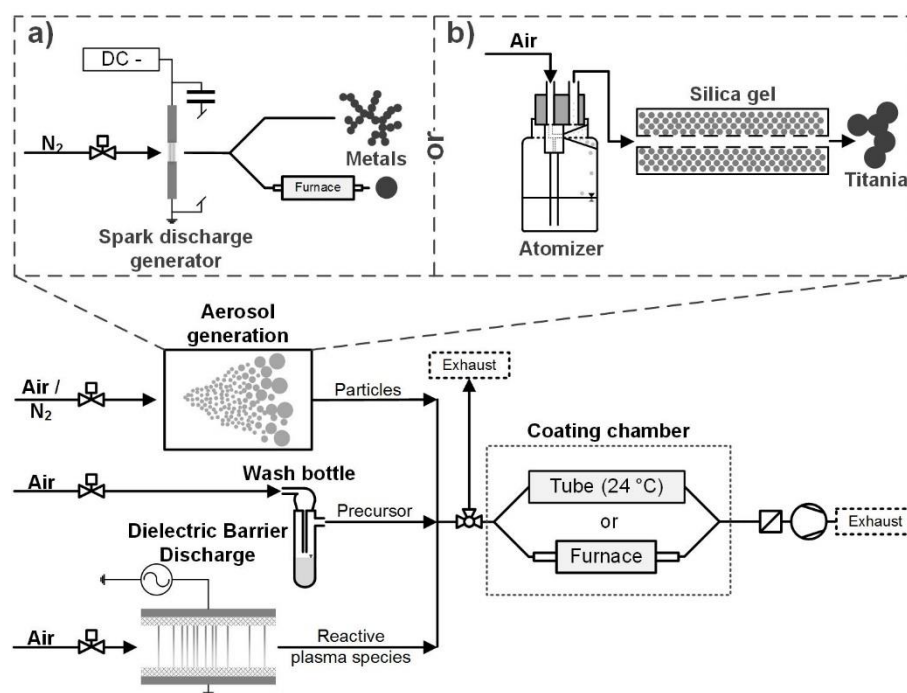 a)
DC -
N₂
Metals
Furnace
Spark discharge
generator
or
b)
Air
Silica gel
Atomizer
Titania
Aerosol
generation
Air /
N₂
Particles
Exhaust
Coating chamber
Air
Wash bottle
Precursor
Tube (24 °C)
or
Furnace
Exhaust
Dielectric Barrier
Discharge
Air
Reactive
plasma species